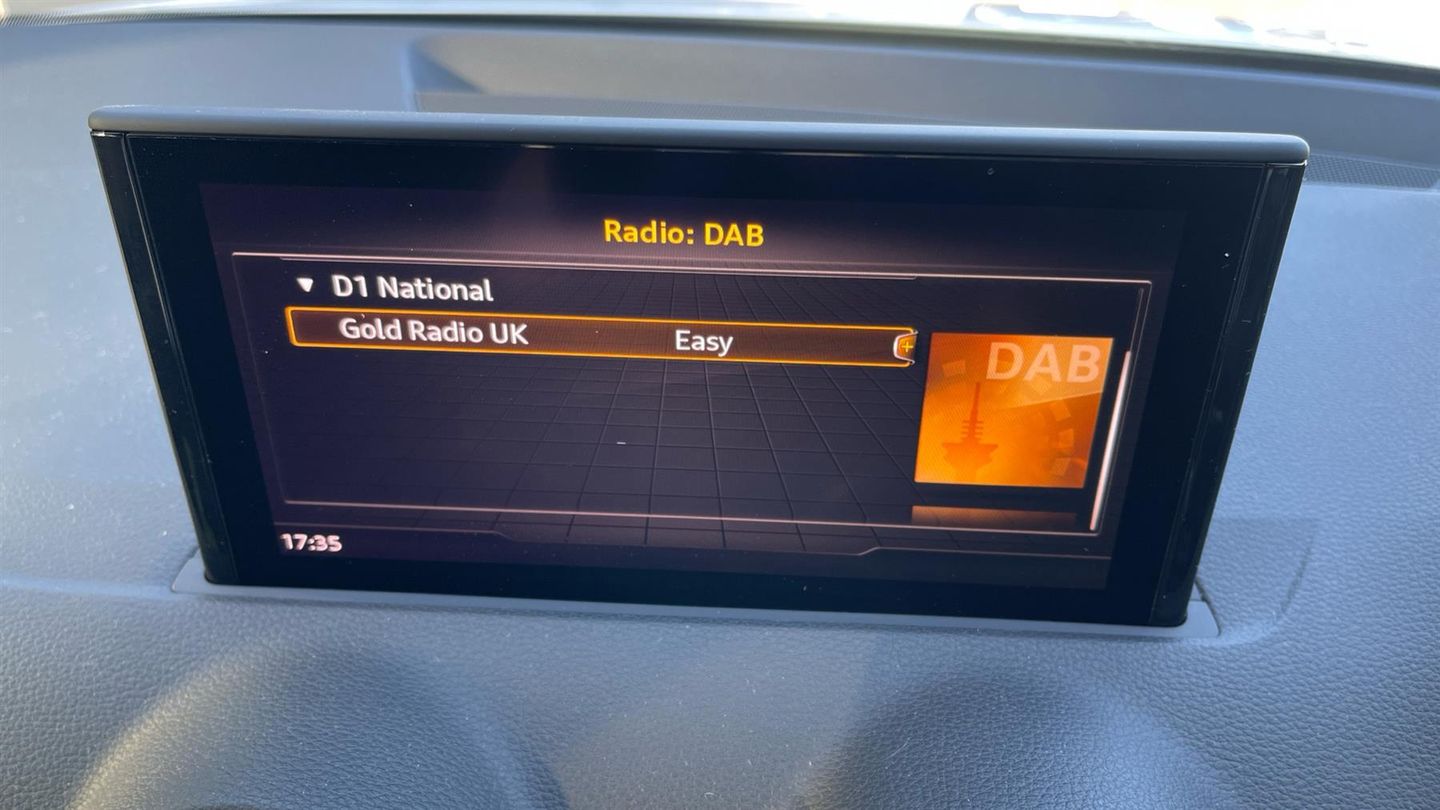 Radio: DAB
▼ D1 National
Gold Radio UK Easy
DAB
17:35